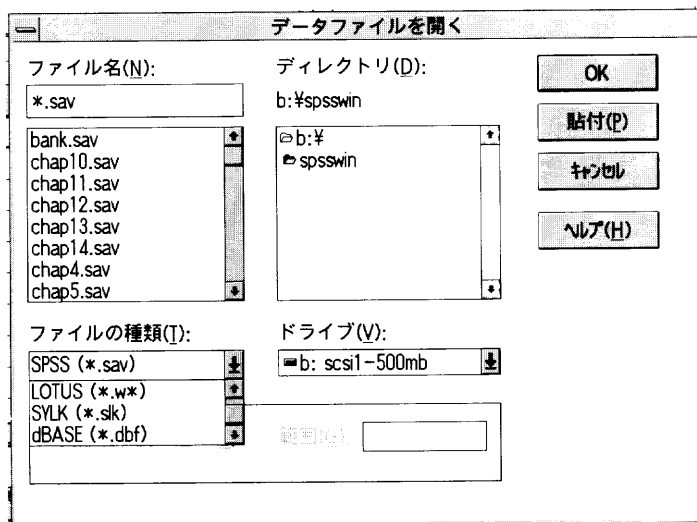 データファイルを開く
ファイル名(N):
*.sav
bank.sav
chap10.sav
chap11.sav
chap12.sav
chap13.sav
chap14.sav
chap4.sav
chap5.sav
ディレクトリ(D):
b:¥spsswin
b:¥
spsswin
OK
貼付(P)
ｷｬﾝｾﾙ
ﾍﾙﾌﾟ(H)
ファイルの種類(T):
SPSS (*.sav)
LOTUS (*.w*)
SYLK (*.slk)
dBASE (*.dbf)
ドライブ(V):
b: scsi1-500mb
範囲(G):